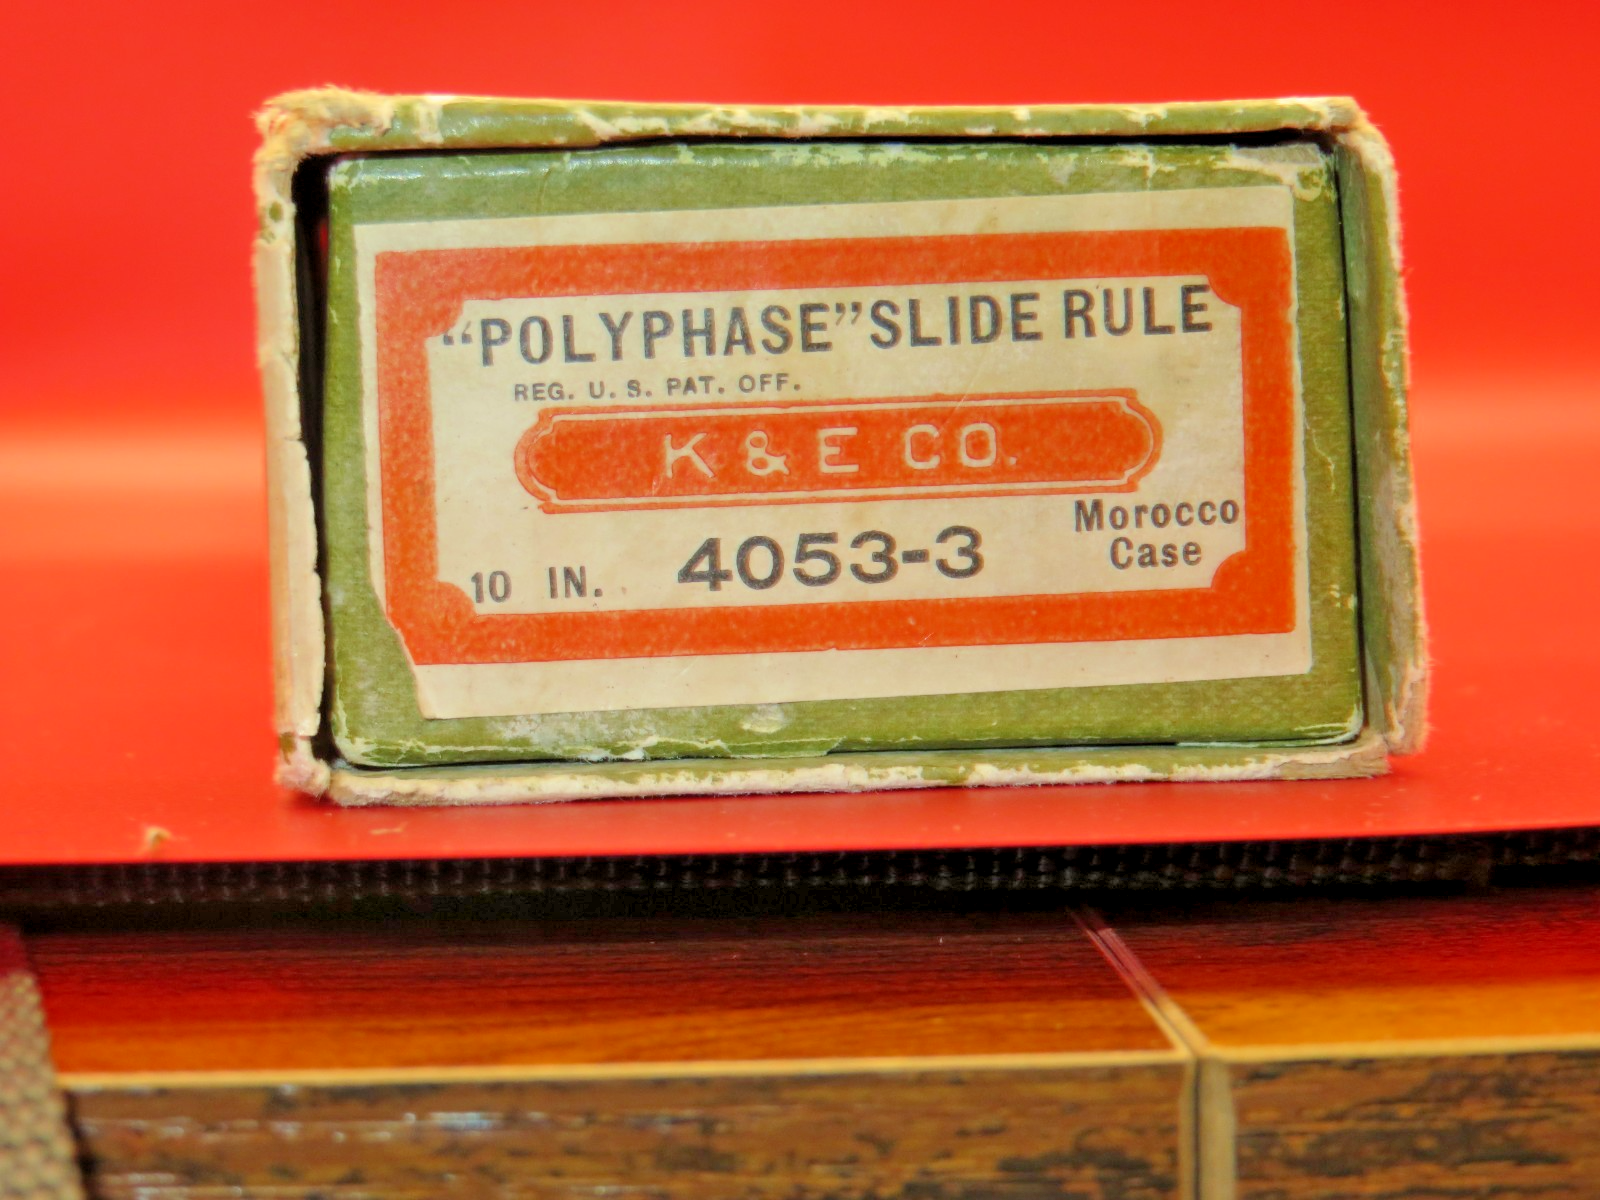 “POLYPHASE” SLIDE RULE
REG. U. S. PAT. OFF.
K & E CO.
10 IN. 4053-3 Morocco
Case